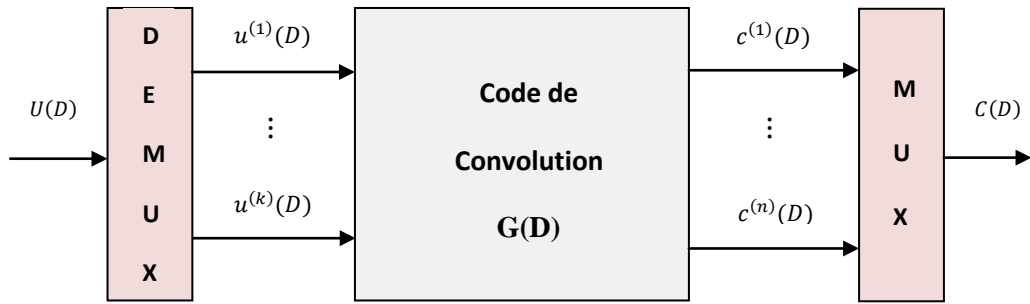 U(D)
D
E
M
U
X
u^{(1)}(D)
⋮
u^{(k)}(D)
Code de
Convolution
G(D)
c^{(1)}(D)
⋮
c^{(n)}(D)
M
U
X
C(D)